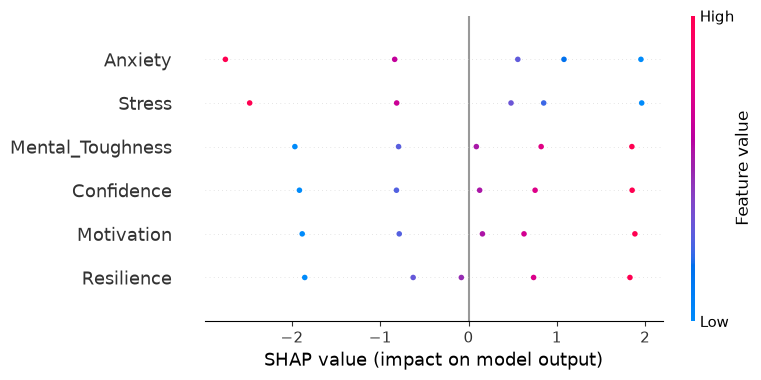 High
Anxiety
Stress
Mental_Toughness
Confidence
Motivation
Resilience
Feature value
Low
−2
−1
0
1
2
SHAP value (impact on model output)